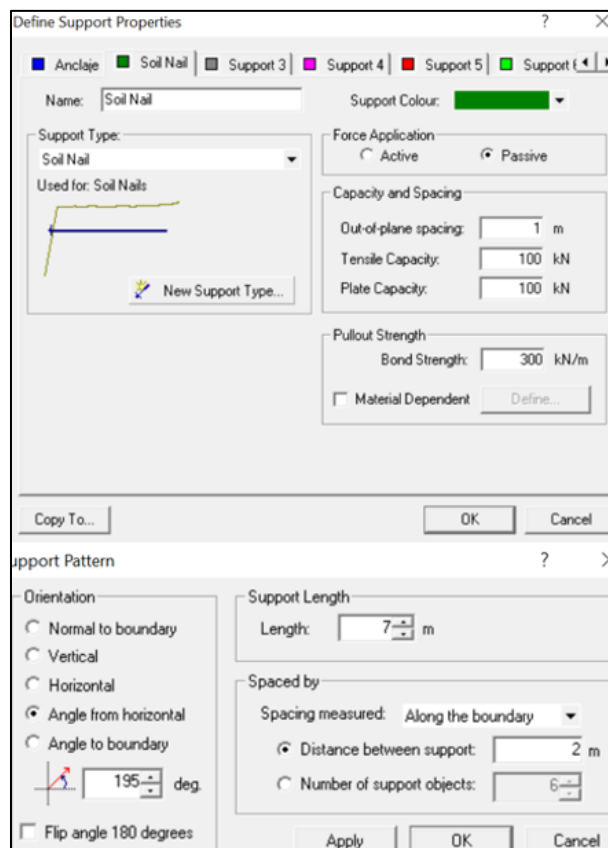 Define Support Properties ? X
Anclaje Soil Nail Support 3 Support 4 Support 5 Support 6
Name: Soil Nail Support Colour:
Support Type: Force Application
Soil Nail Active Passive
Used for: Soil Nails Capacity and Spacing
Out-of-plane spacing: 1 m
Tensile Capacity: 100 kN
New Support Type... Plate Capacity: 100 kN
Pullout Strength
Bond Strength: 300 kN/m
Material Dependent Define...
Copy To... OK Cancel
upport Pattern ? X
Orientation Support Length
Normal to boundary Length: 7 m
Vertical
Horizontal Spaced by
Angle from horizontal Spacing measured: Along the boundary
Angle to boundary Distance between support: 2 m
195 deg. Number of support objects: 6
Flip angle 180 degrees Apply OK Cancel